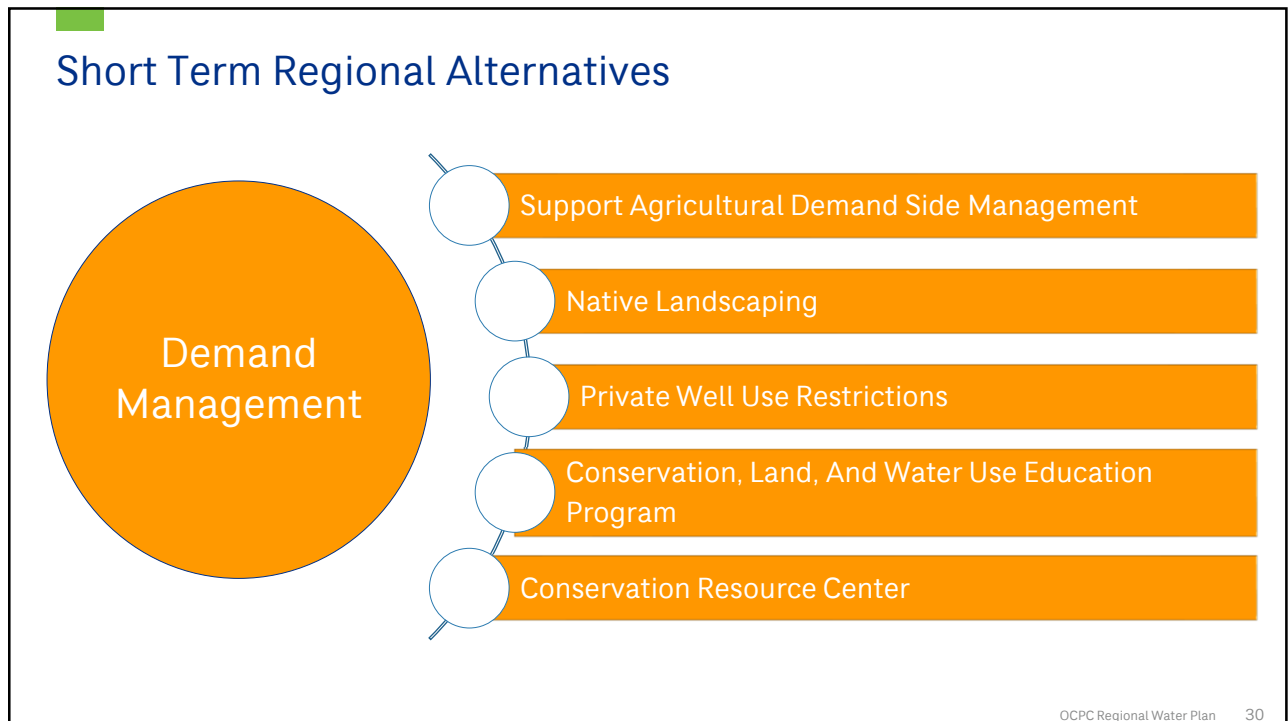 Short Term Regional Alternatives
Demand
Management
Support Agricultural Demand Side Management
Native Landscaping
Private Well Use Restrictions
Conservation, Land, And Water Use Education
Program
Conservation Resource Center
OCPC Regional Water Plan 30